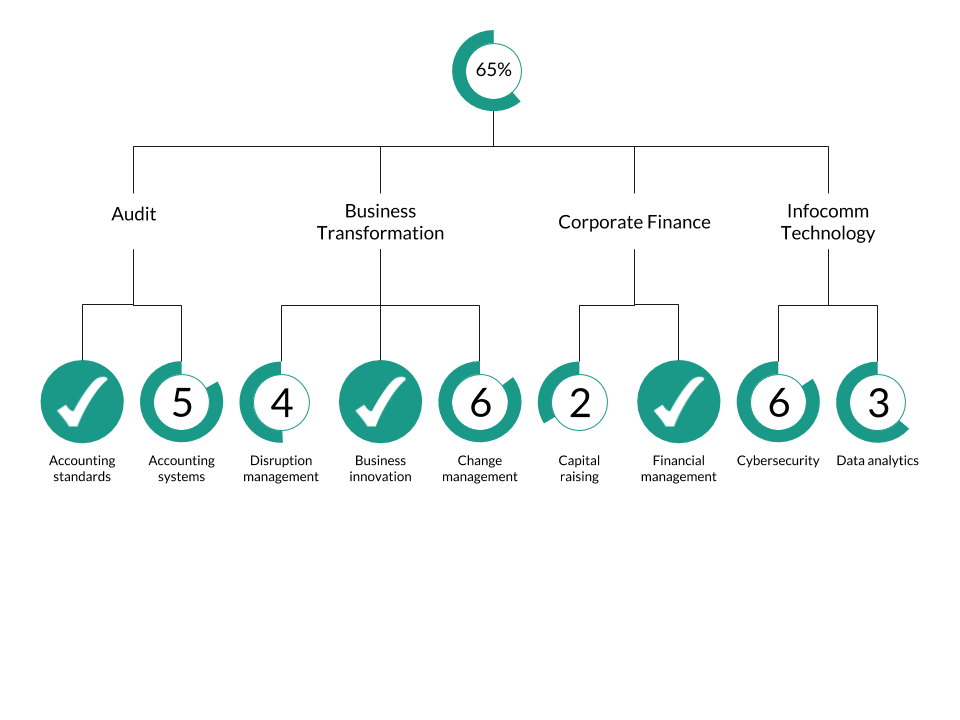 65%
Audit
Business
Transformation
Corporate Finance
Infocomm
Technology
5
4
6
2
6
3
Accounting
standards
Accounting
systems
Disruption
management
Business
innovation
Change
management
Capital
raising
Financial
management
Cybersecurity
Data analytics